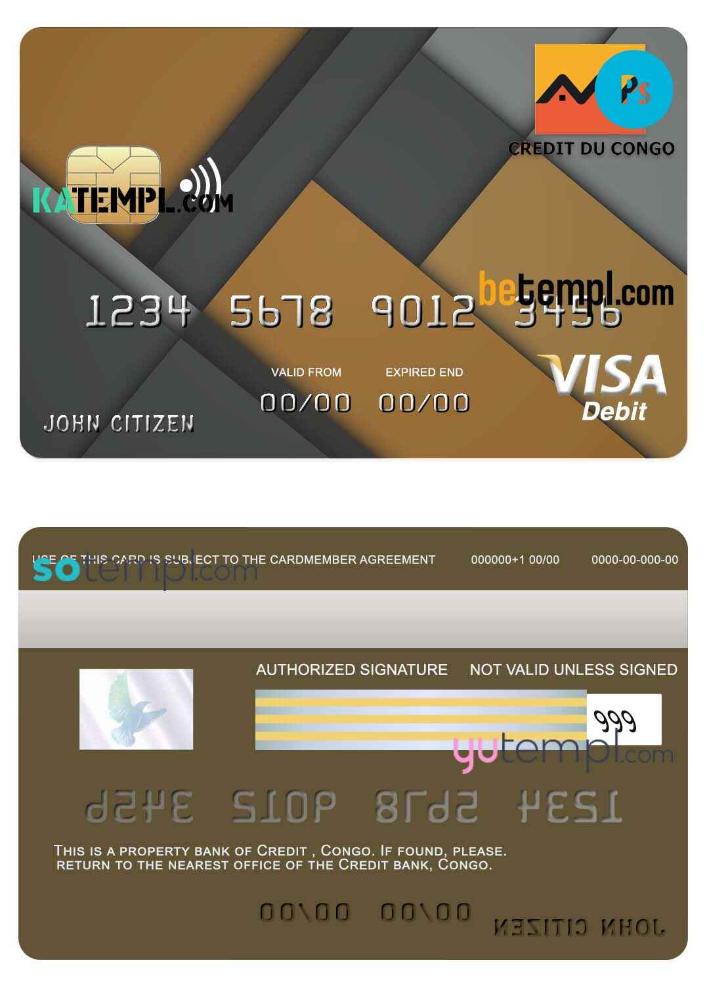 Ps
CREDIT DU CONGO
KATEMPL.COM
betempl.com
1234 5678 9012 3456
VALID FROM EXPIRED END
00/00 00/00
VISA
Debit
JOHN CITIZEN
USE OF THIS CARD IS SUBJECT TO THE CARDMEMBER AGREEMENT 000000+1 00/00 0000-00-000-00
sotempl.com
AUTHORIZED SIGNATURE NOT VALID UNLESS SIGNED
999
yutempl.com
1234 5678 9012 3456
THIS IS A PROPERTY BANK OF CREDIT , CONGO. IF FOUND, PLEASE.
RETURN TO THE NEAREST OFFICE OF THE CREDIT BANK, CONGO.
00/00 00/00
JOHN CITIZEN